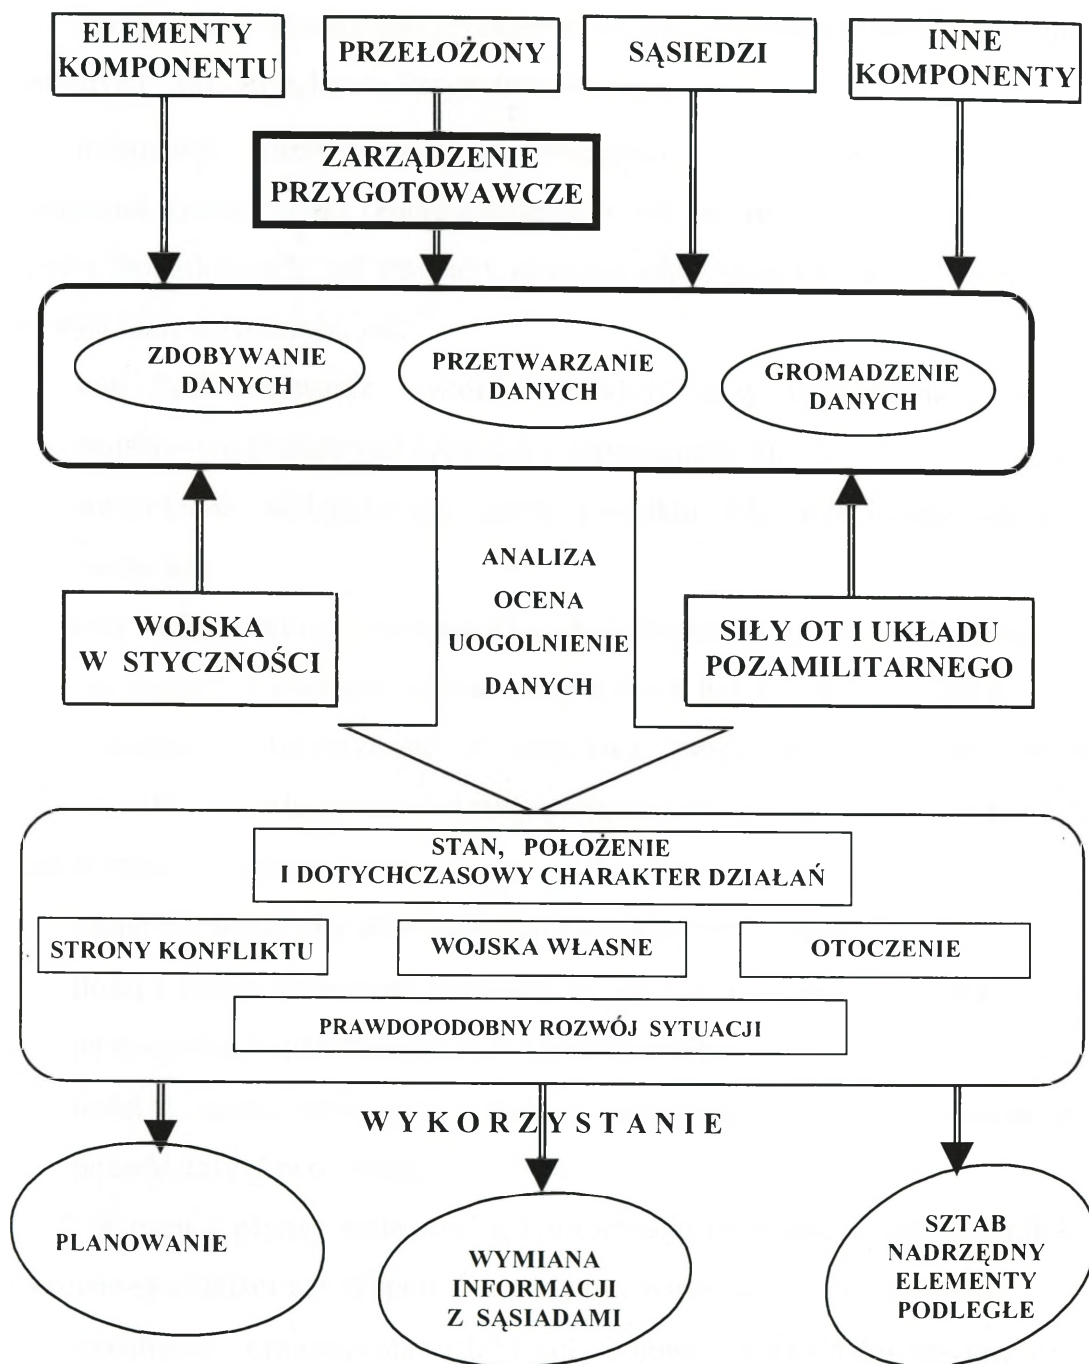 ELEMENTY
KOMPONENTU
PRZEŁOŻONY
SĄSIEDZI
INNE
KOMPONENTY
ZARZĄDZENIE
PRZYGOTOWAWCZE
ZDOBYWANIE
DANYCH
PRZETWARZANIE
DANYCH
GROMADZENIE
DANYCH
WOJSKA
W STYCZNOŚCI
ANALIZA
OCENA
UOGOLNIENIE
DANYCH
SIŁY OT I UKŁADU
POZAMILITARNEGO
STAN, POŁOŻENIE
I DOTYCHCZASOWY CHARAKTER DZIAŁAŃ
STRONY KONFLIKTU
WOJSKA WŁASNE
OTOCZENIE
PRAWDOPODOBNY ROZWÓJ SYTUACJI
WYKORZYSTANIE
PLANOWANIE
WYMIANA
INFORMACJI
Z SĄSIADAMI
SZTAB
NADRZĘDNY
ELEMENTY
PODLEGŁE